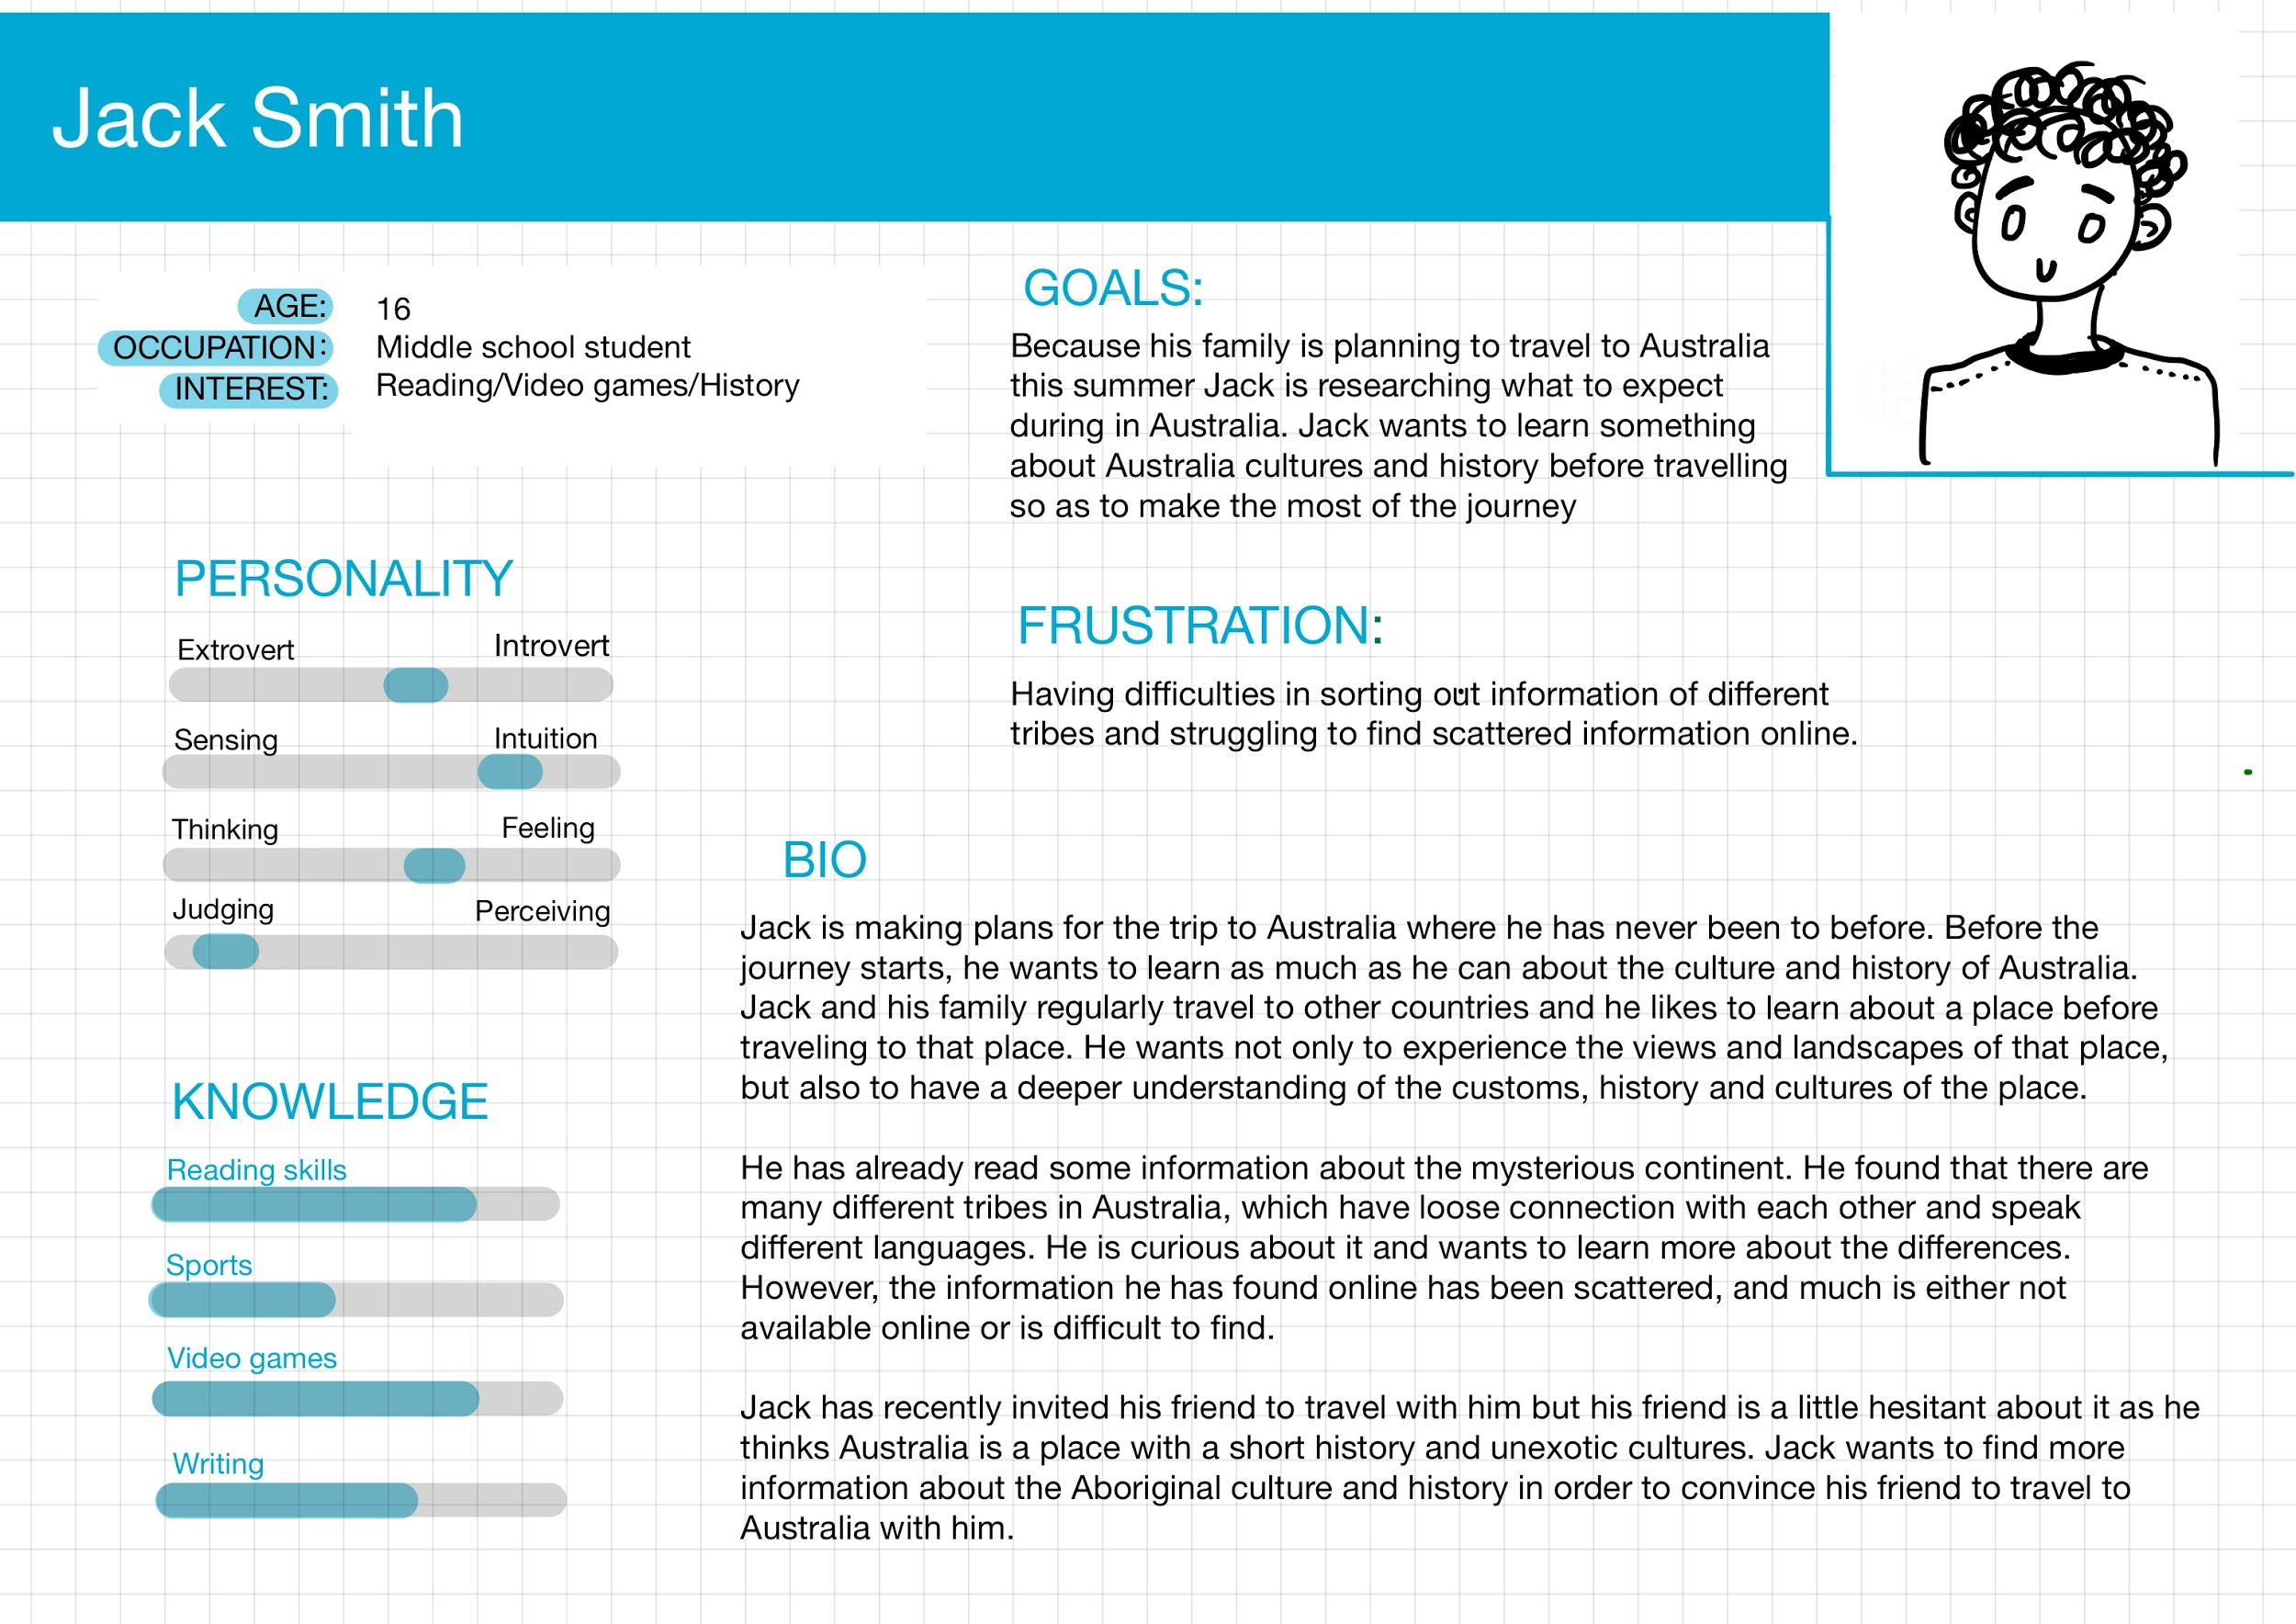 Jack Smith
AGE: 16
OCCUPATION: Middle school student
INTEREST: Reading/Video games/History
GOALS:
Because his family is planning to travel to Australia
this summer Jack is researching what to expect
during in Australia. Jack wants to learn something
about Australia cultures and history before travelling
so as to make the most of the journey
PERSONALITY
Extrovert Introvert
Sensing Intuition
Thinking Feeling
Judging Perceiving
FRUSTRATION:
Having difficulties in sorting out information of different
tribes and struggling to find scattered information online.
KNOWLEDGE
Reading skills
Sports
Video games
Writing
BIO
Jack is making plans for the trip to Australia where he has never been to before. Before the
journey starts, he wants to learn as much as he can about the culture and history of Australia.
Jack and his family regularly travel to other countries and he likes to learn about a place before
traveling to that place. He wants not only to experience the views and landscapes of that place,
but also to have a deeper understanding of the customs, history and cultures of the place.
He has already read some information about the mysterious continent. He found that there are
many different tribes in Australia, which have loose connection with each other and speak
different languages. He is curious about it and wants to learn more about the differences.
However, the information he has found online has been scattered, and much is either not
available online or is difficult to find.
Jack has recently invited his friend to travel with him but his friend is a little hesitant about it as he
thinks Australia is a place with a short history and unexotic cultures. Jack wants to find more
information about the Aboriginal culture and history in order to convince his friend to travel to
Australia with him.